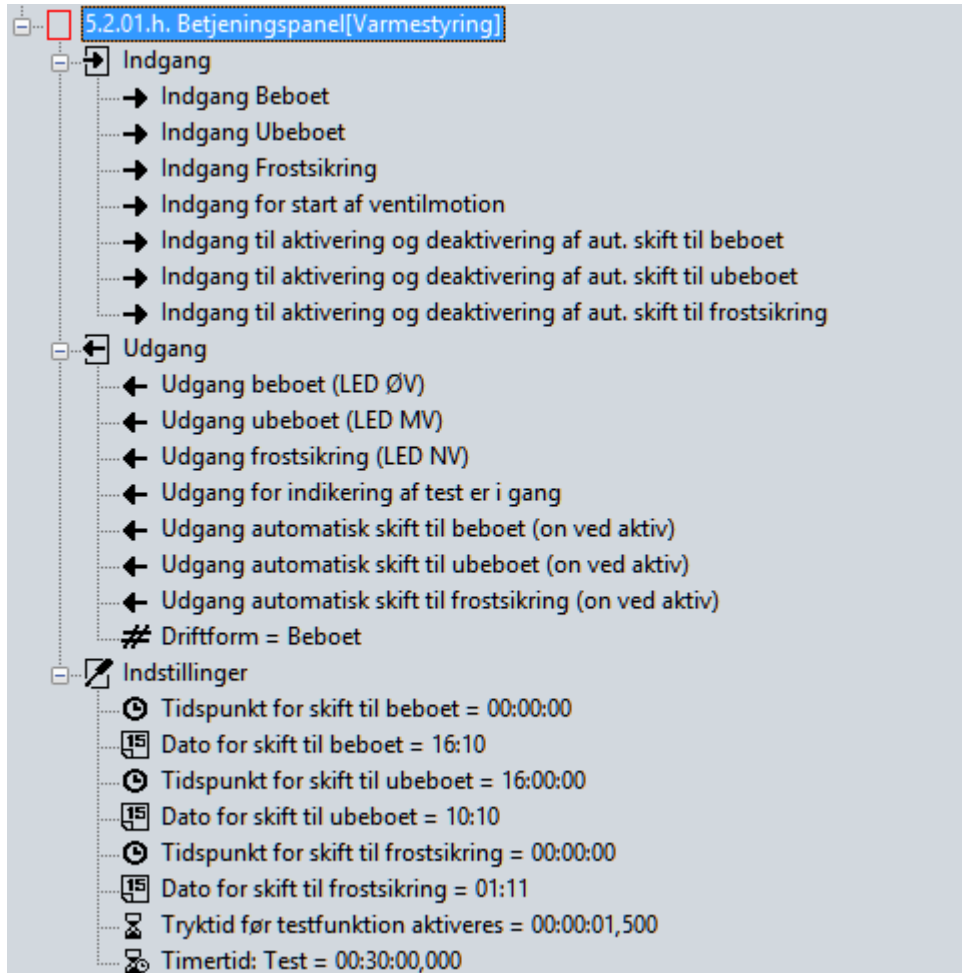 5.2.01.h. Betjeningspanel[Varmestyring]
Indgang
Indgang Beboet
Indgang Ubeboet
Indgang Frostsikring
Indgang for start af ventilmotion
Indgang til aktivering og deaktivering af aut. skift til beboet
Indgang til aktivering og deaktivering af aut. skift til ubeboet
Indgang til aktivering og deaktivering af aut. skift til frostsikring
Udgang
Udgang beboet (LED ØV)
Udgang ubeboet (LED MV)
Udgang frostsikring (LED NV)
Udgang for indikering af test er i gang
Udgang automatisk skift til beboet (on ved aktiv)
Udgang automatisk skift til ubeboet (on ved aktiv)
Udgang automatisk skift til frostsikring (on ved aktiv)
Driftform = Beboet
Indstillinger
Tidspunkt for skift til beboet = 00:00:00
15 Dato for skift til beboet = 16:10
Tidspunkt for skift til ubeboet = 16:00:00
15 Dato for skift til ubeboet = 10:10
Tidspunkt for skift til frostsikring = 00:00:00
15 Dato for skift til frostsikring = 01:11
Tryktid før testfunktion aktiveres = 00:00:01,500
Timertid: Test = 00:30:00,000